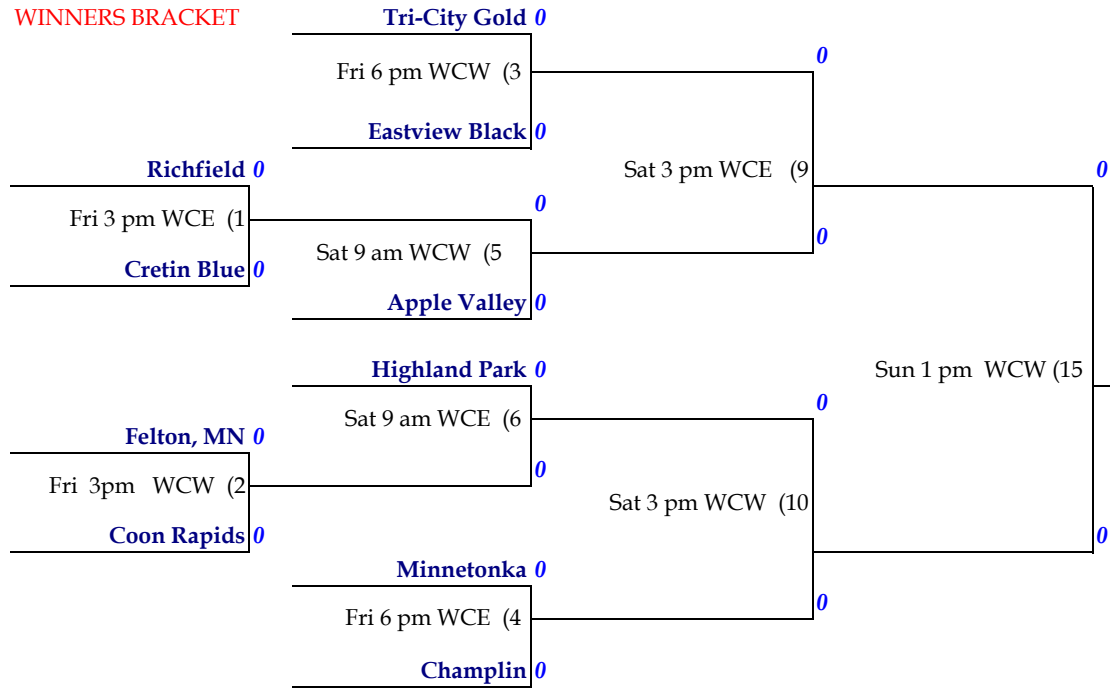 WINNERS BRACKET
Tri-City Gold 0
0
Fri 6 pm WCW (3
Eastview Black 0
Richfield 0
Sat 3 pm WCE (9
0
0
Fri 3 pm WCE (1
0
Sat 9 am WCW (5
Cretin Blue 0
Apple Valley 0
Highland Park 0
Sun 1 pm WCW (15
0
Sat 9 am WCE (6
Felton, MN 0
0
Fri 3pm WCW (2
Sat 3 pm WCW (10
Coon Rapids 0
0
Minnetonka 0
0
Fri 6 pm WCE (4
Champlin 0